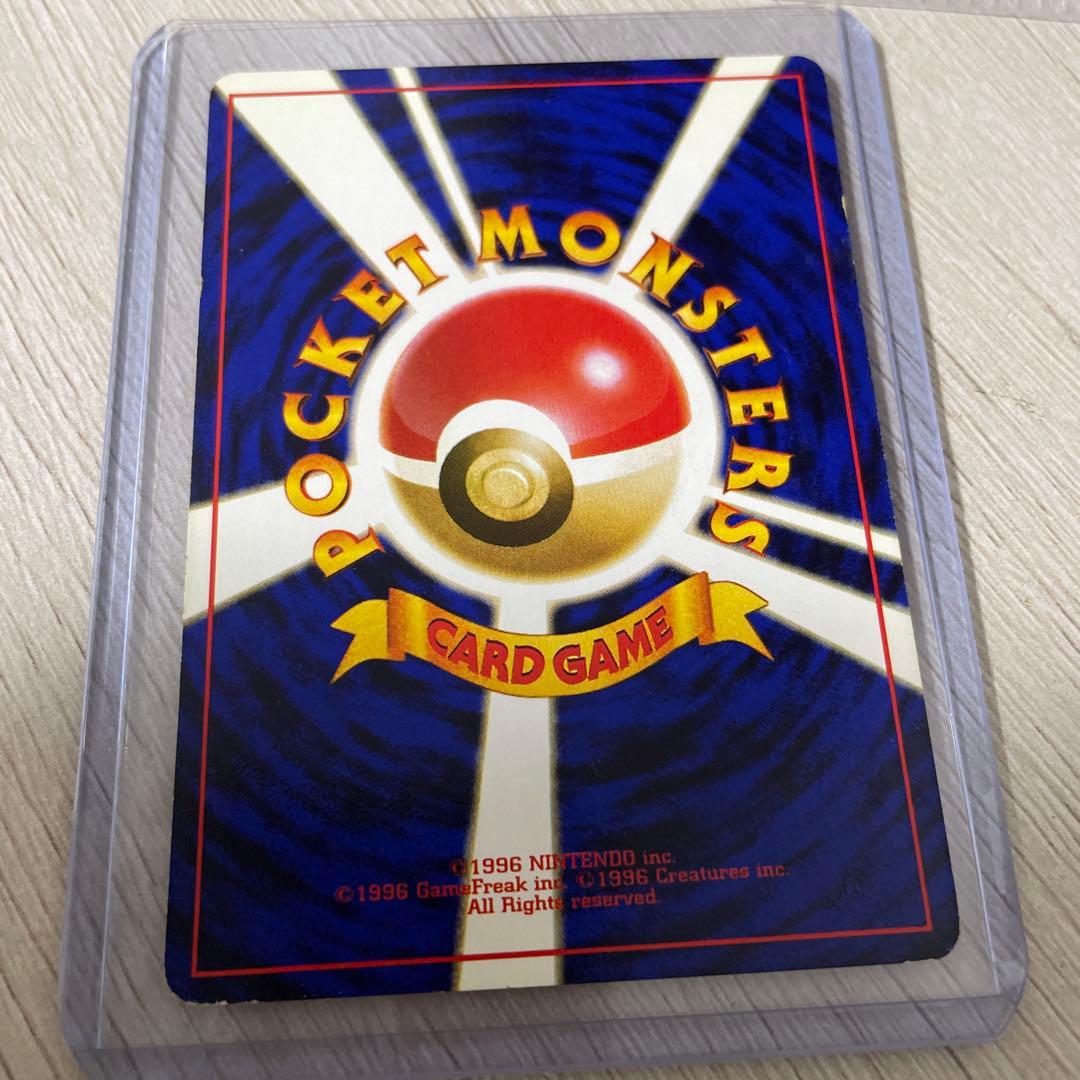 POCKET MONSTERS
CARD GAME
©1996 NINTENDO inc.
©1996 GameFreak inc. ©1996 Creatures inc.
All Rights reserved.